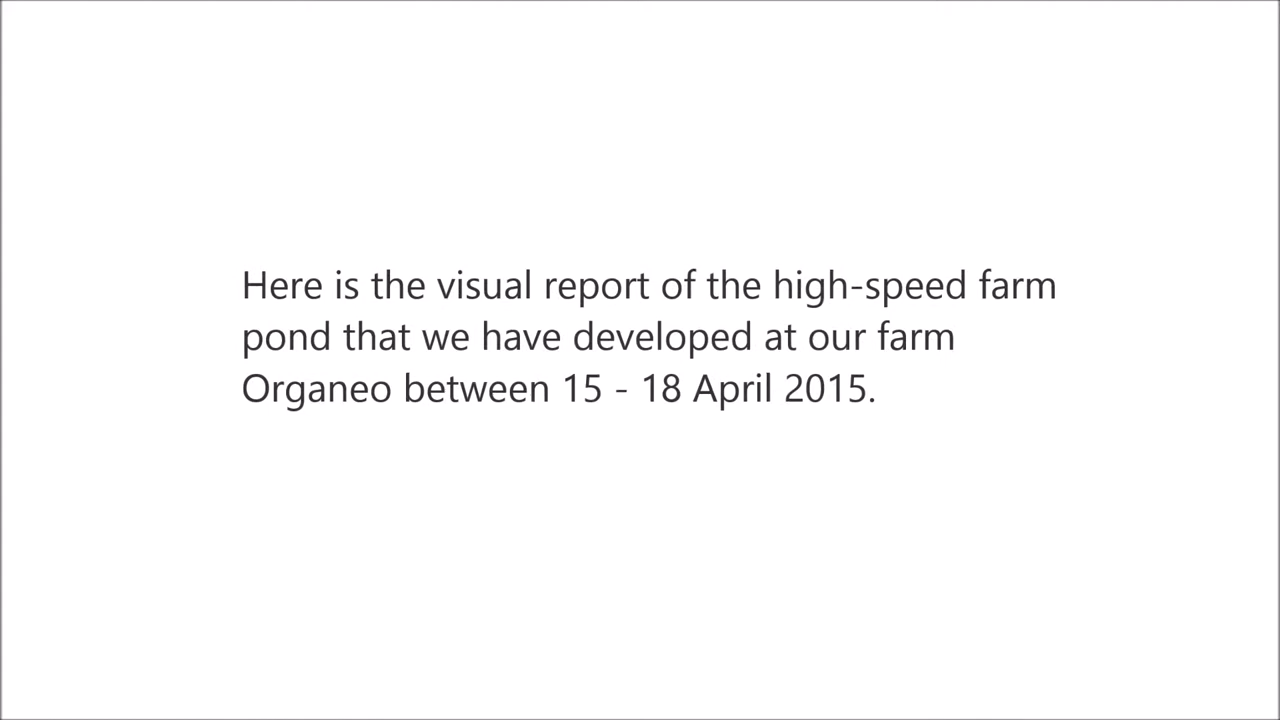 Here is the visual report of the high-speed farm
pond that we have developed at our farm
Organeo between 15 - 18 April 2015.